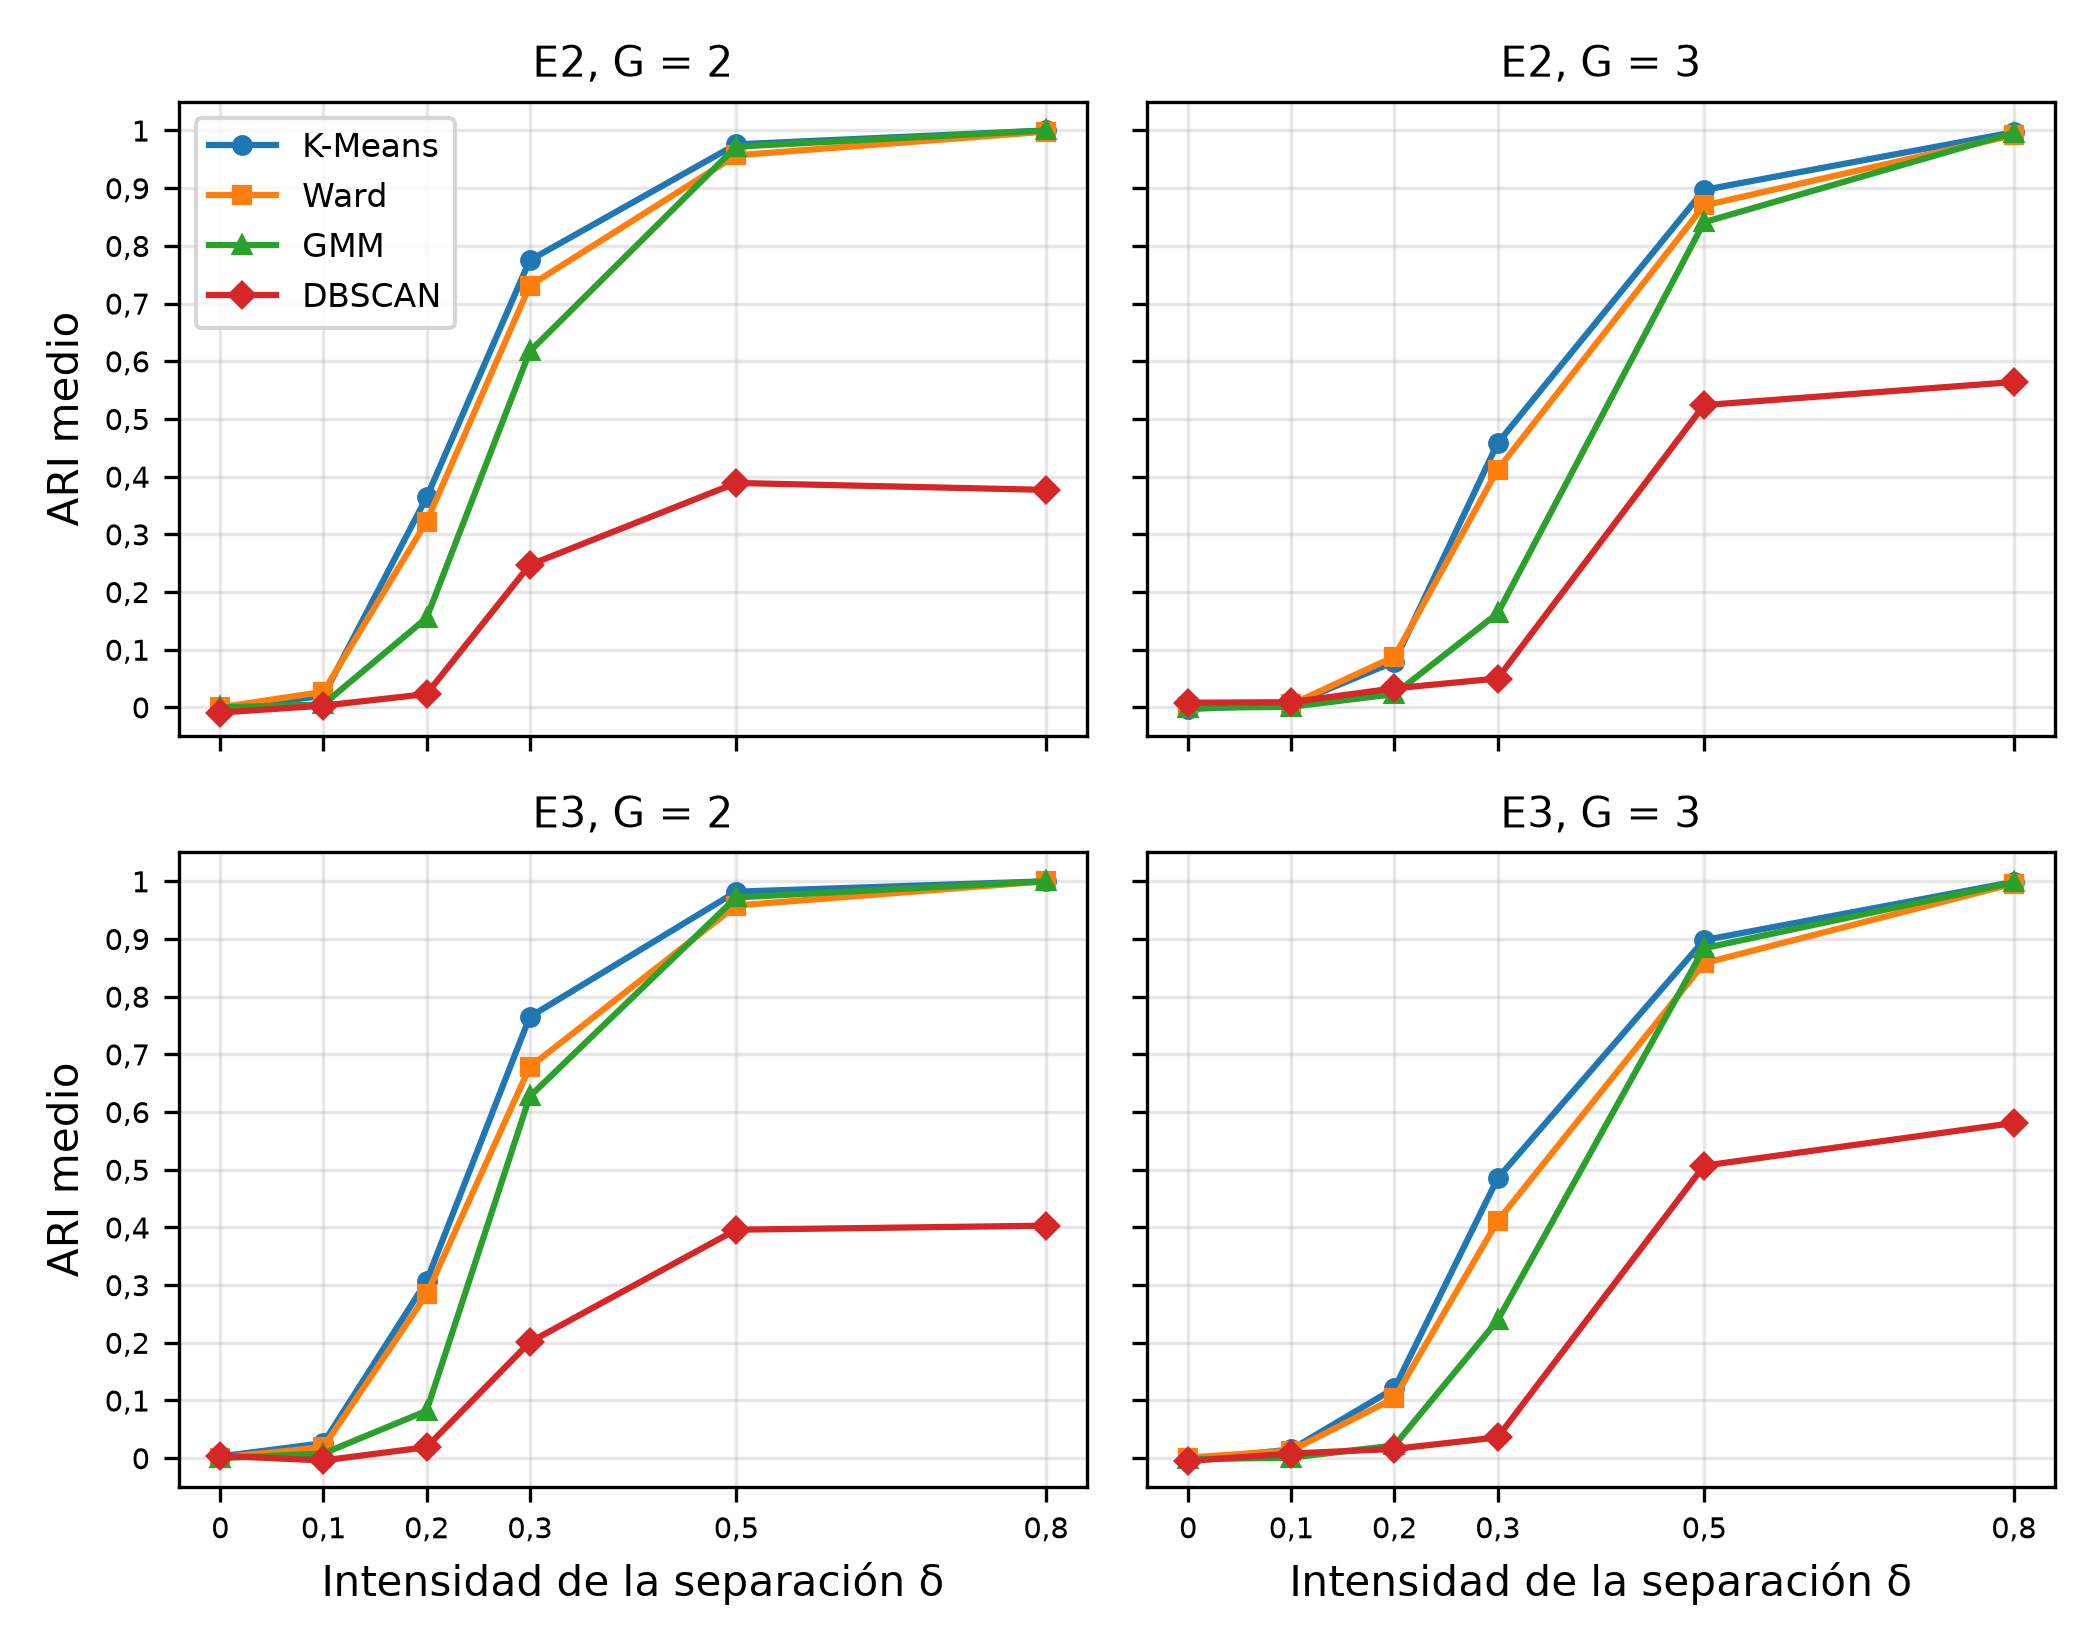 E2, G = 2
E2, G = 3
K-Means
Ward
GMM
DBSCAN
ARI medio
1
0,9
0,8
0,7
0,6
0,5
0,4
0,3
0,2
0,1
0
E3, G = 2
E3, G = 3
ARI medio
1
0,9
0,8
0,7
0,6
0,5
0,4
0,3
0,2
0,1
0
0 0,1 0,2 0,3 0,5 0,8
0 0,1 0,2 0,3 0,5 0,8
Intensidad de la separación δ
Intensidad de la separación δ